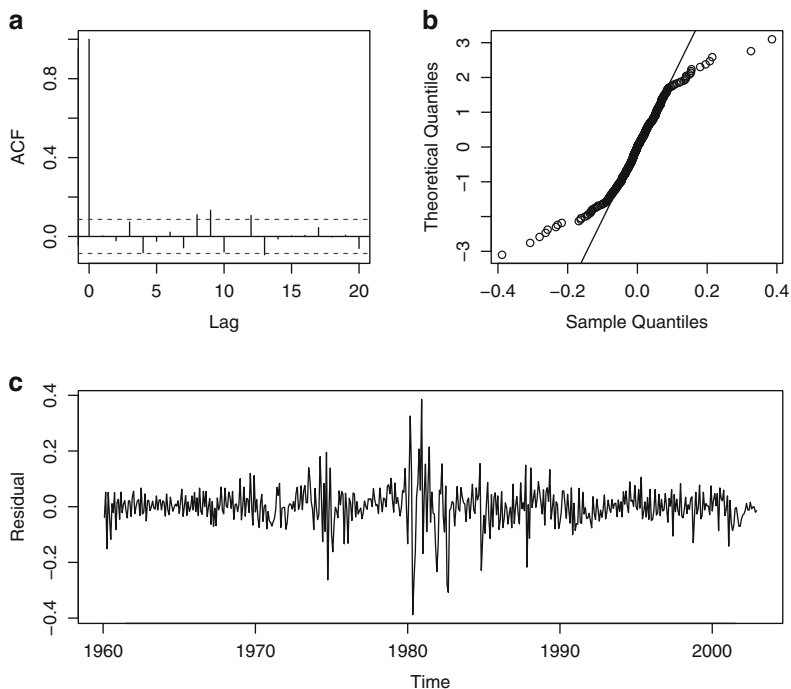 a
ACF
0.8
0.4
0.0
0 5 10 15 20
Lag
b
Theoretical Quantiles
3
2
1
0
−1
−3
−0.4 −0.2 0.0 0.2 0.4
Sample Quantiles
c
Residual
0.4
0.2
0.0
−0.2
−0.4
1960 1970 1980 1990 2000
Time